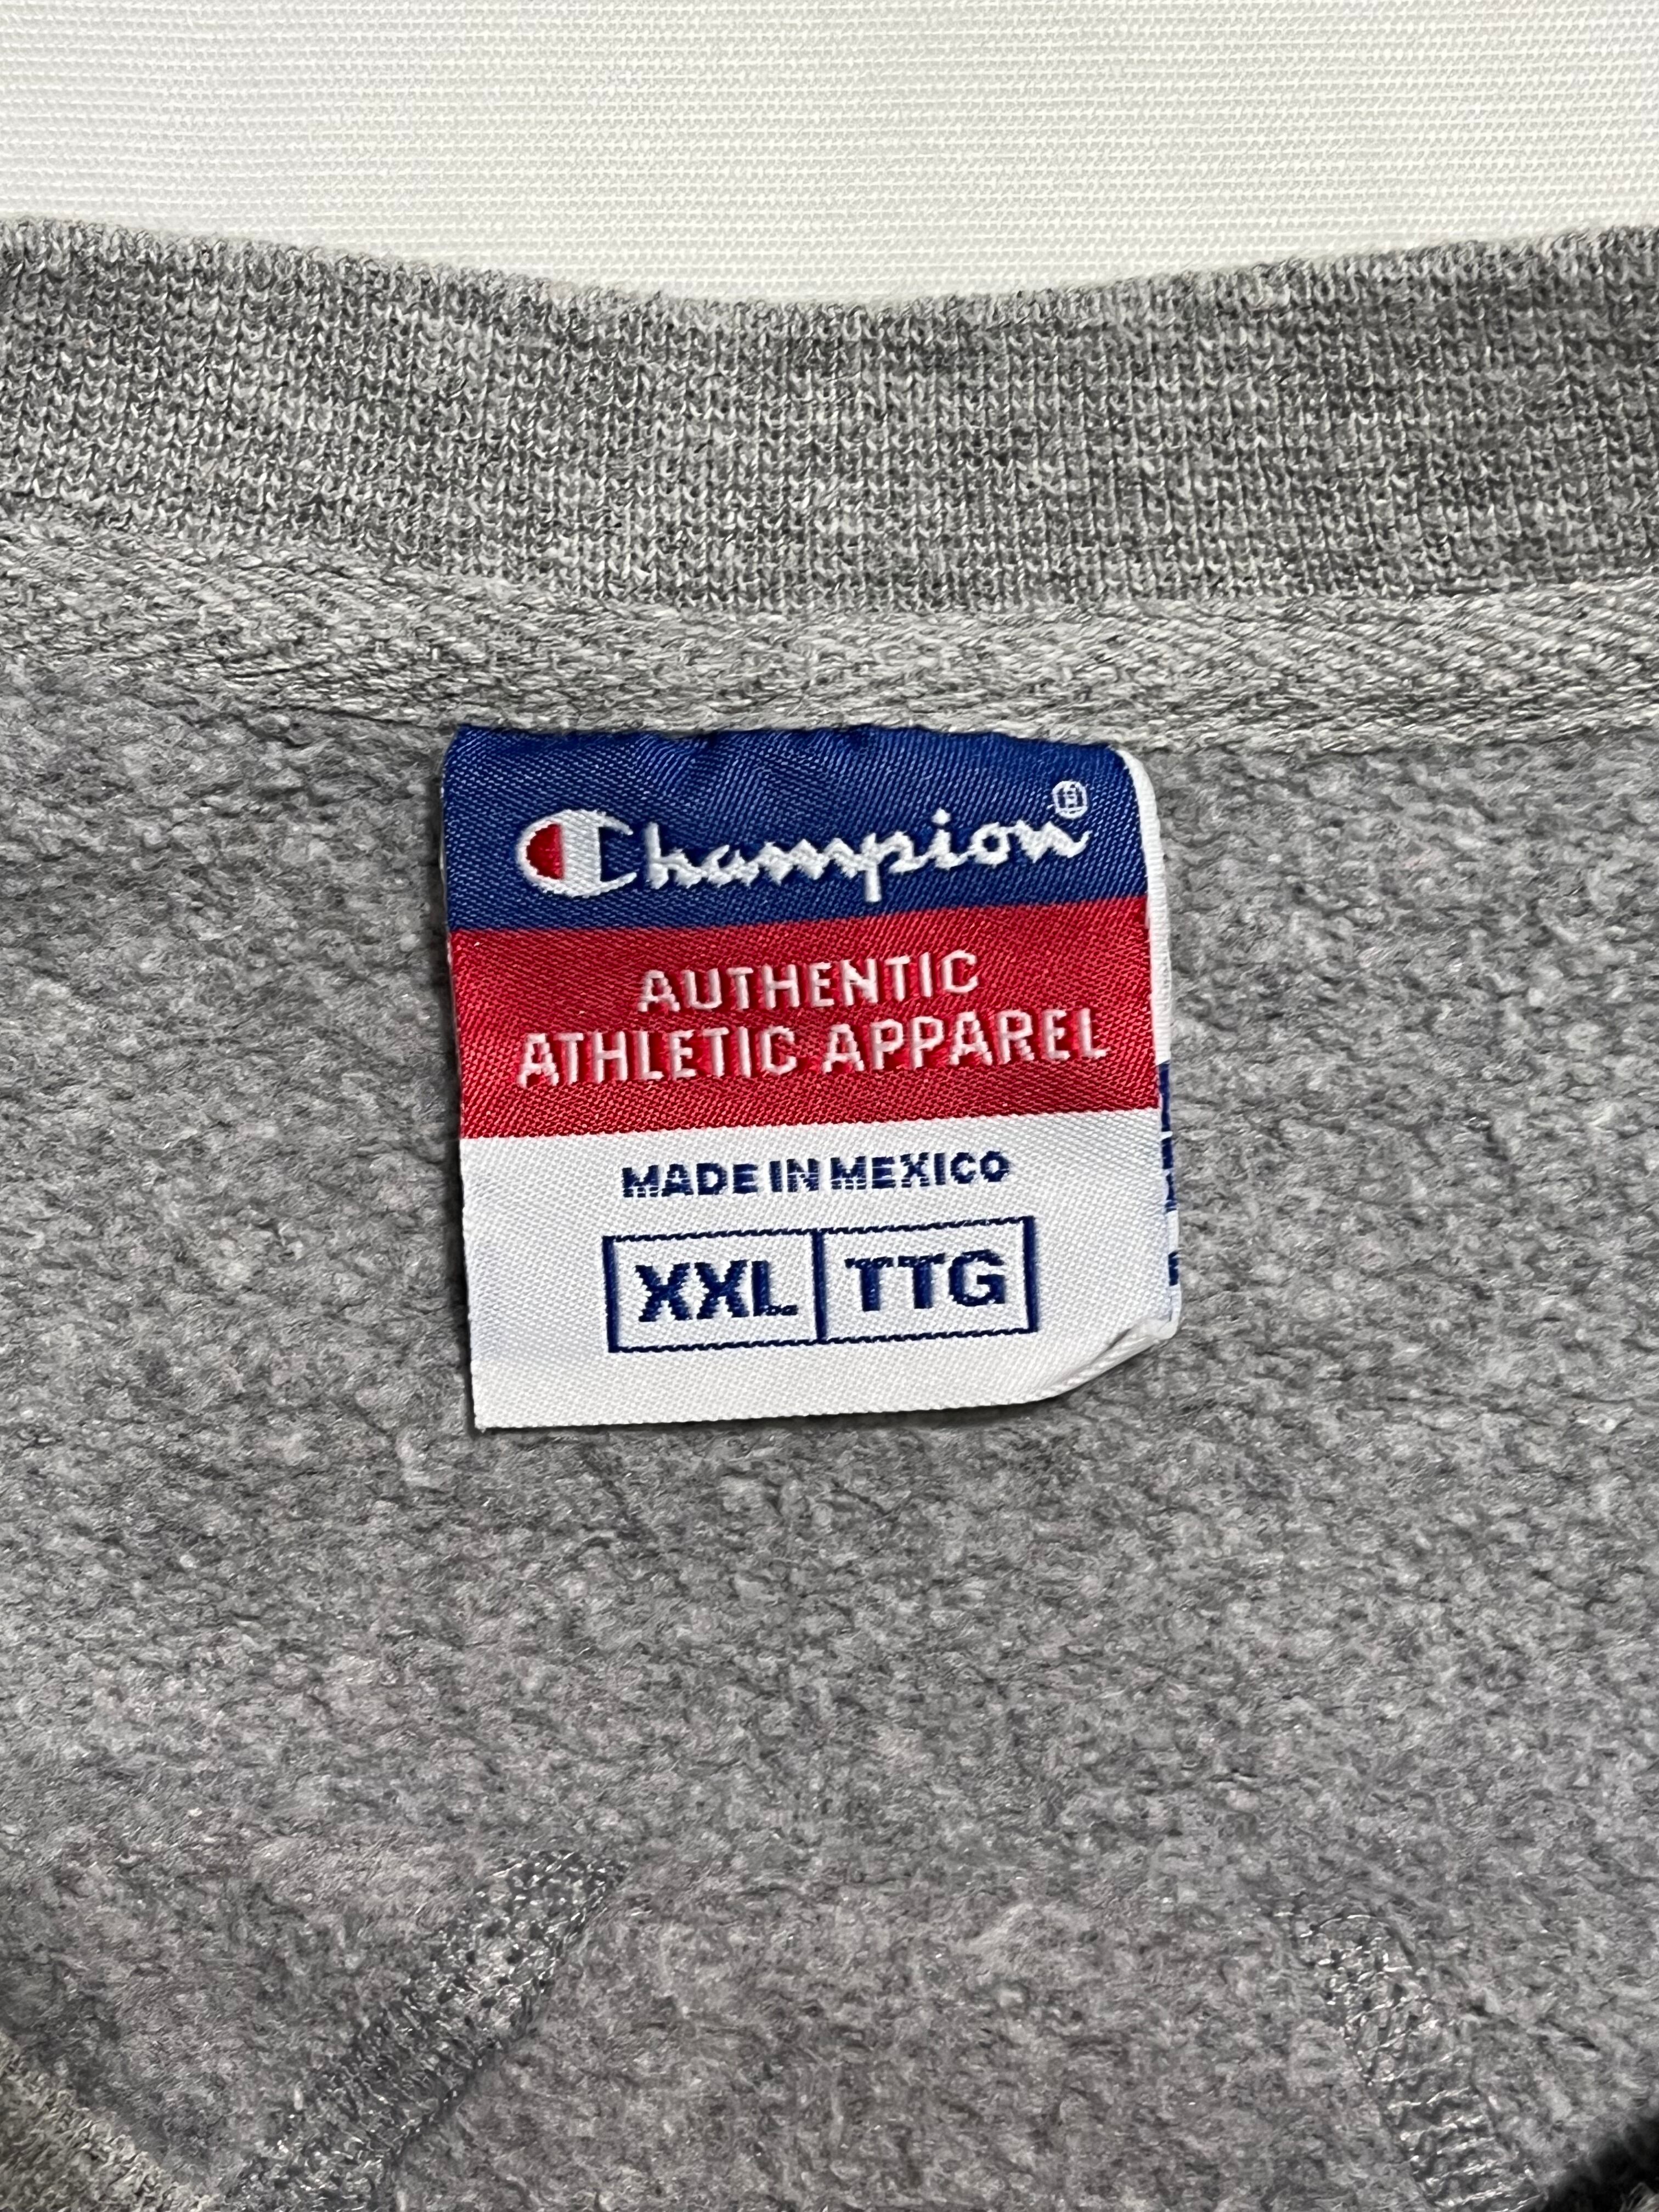 Champion®
AUTHENTIC
ATHLETIC APPAREL
MADE IN MEXICO
XXL TTG